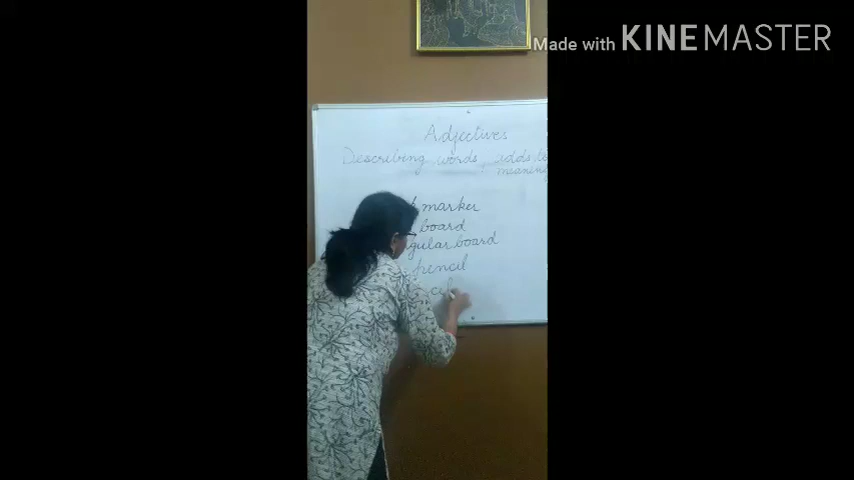 Made with KINEMASTER
Adjectives
Describing words, adds to
meaning
marker
board
gular board
pencil